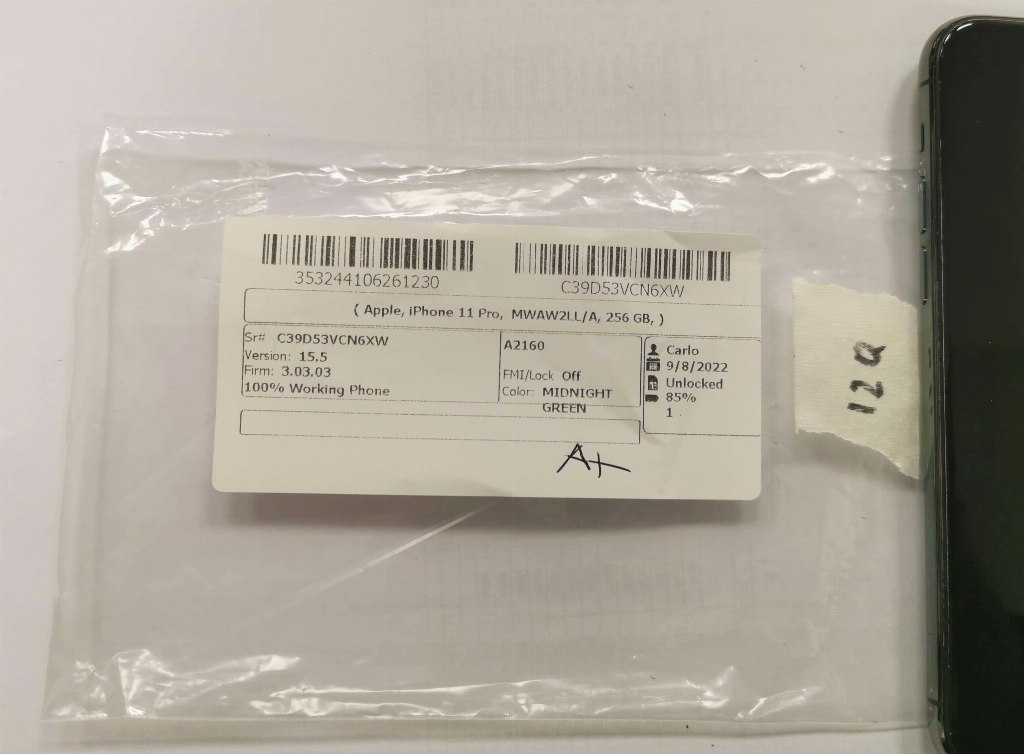 353244106261230
C39D53VCN6XW
( Apple, iPhone 11 Pro, MWAW2LL/A, 256 GB, )
Sr# C39D53VCN6XW
Version: 15.5
Firm: 3.03.03
100% Working Phone
A2160
FMI/Lock Off
Color: MIDNIGHT
GREEN
Carlo
9/8/2022
Unlocked
85%
1
A+